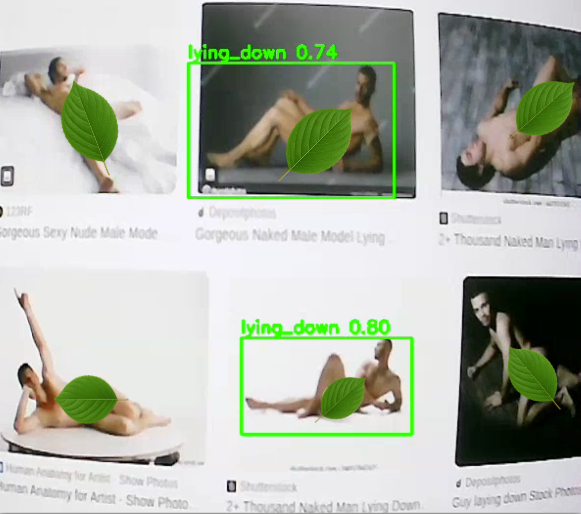 lying_down 0.74
123RF
Gorgeous Sexy Nude Male Mode...
Depositphotos
Gorgeous Naked Male Model Lying ...
Shutterstock
2+ Thousand Naked Man Lying
lying_down 0.80
Human Anatomy for Artist · Show Photos
Human Anatomy for Artist - Show Photo...
Shutterstock
2+ Thousand Naked Man Lying Down
Depositphotos
Guy laying down Stock Photos